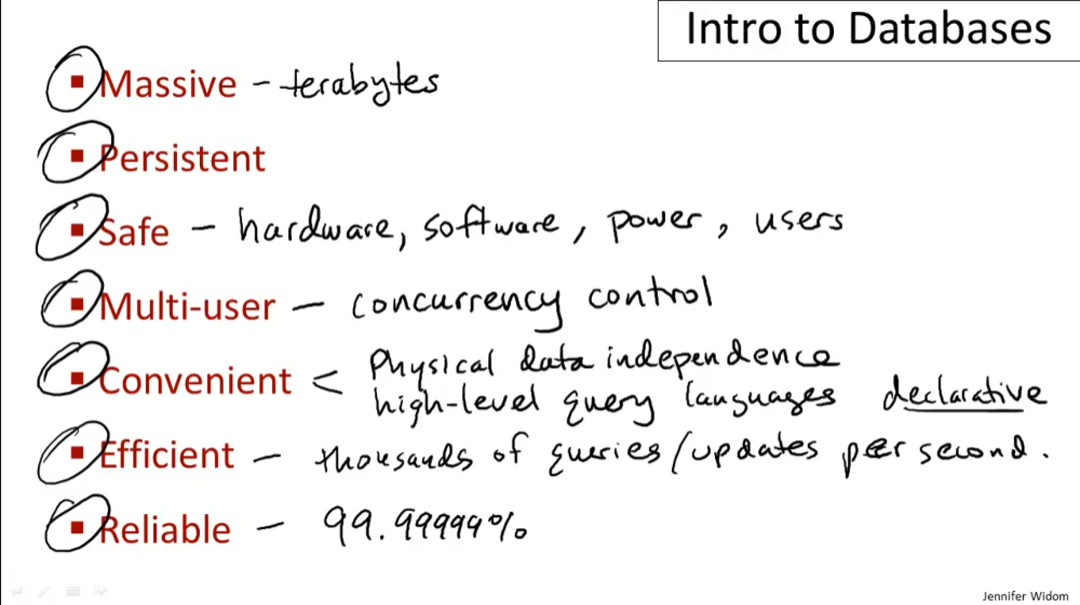 Intro to Databases
Massive – terabytes
Persistent
Safe – hardware, software, power, users
Multi-user – concurrency control
Convenient < Physical data independence
high-level query languages declarative
Efficient – thousands of queries/updates per second.
Reliable – 99.99999%
Jennifer Widom